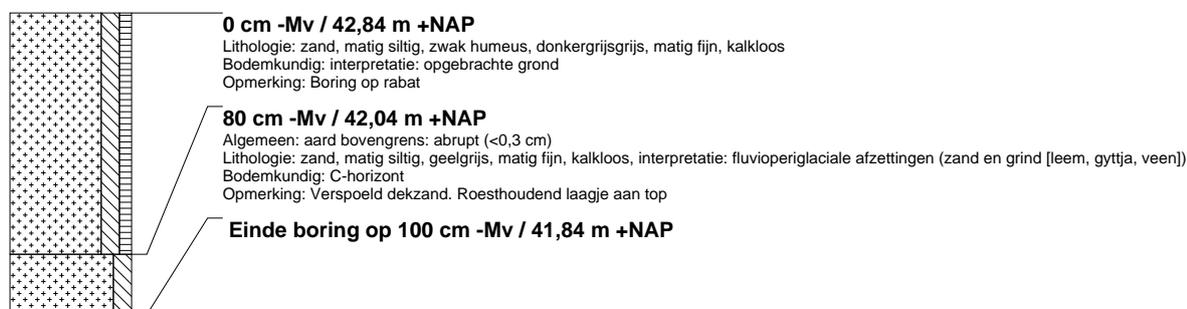 0 cm -Mv / 42,84 m +NAP
Lithologie: zand, matig siltig, zwak humeus, donkergrijsgrijs, matig fijn, kalkloos
Bodemkundig: interpretatie: opgebrachte grond
Opmerking: Boring op rabat
80 cm -Mv / 42,04 m +NAP
Algemeen: aard bovengrens: abrupt (<0,3 cm)
Lithologie: zand, matig siltig, geelgrijs, matig fijn, kalkloos, interpretatie: fluvioperiglaciale afzettingen (zand en grind [leem, gyttja, veen])
Bodemkundig: C-horizont
Opmerking: Verspoeld dekzand. Roesthoudend laagje aan top
Einde boring op 100 cm -Mv / 41,84 m +NAP